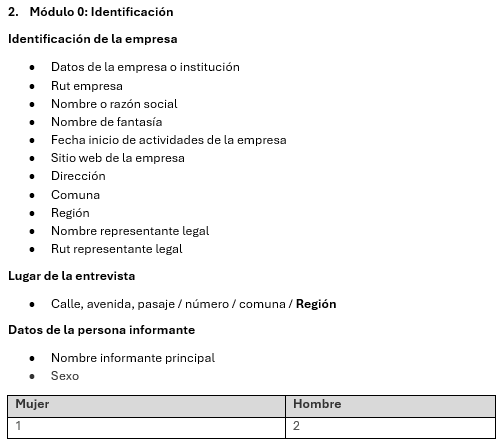 2. Módulo 0: Identificación
Identificación de la empresa
• Datos de la empresa o institución
• Rut empresa
• Nombre o razón social
• Nombre de fantasía
• Fecha inicio de actividades de la empresa
• Sitio web de la empresa
• Dirección
• Comuna
• Región
• Nombre representante legal
• Rut representante legal
Lugar de la entrevista
• Calle, avenida, pasaje / número / comuna / Región
Datos de la persona informante
• Nombre informante principal
• Sexo
Mujer Hombre
1 2